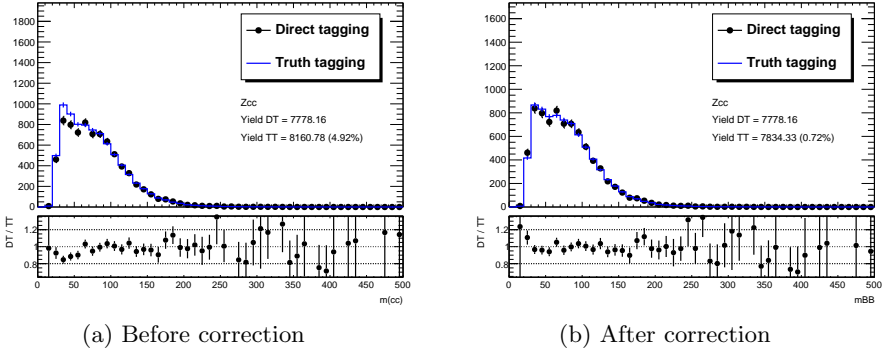 1800
1600
1400
1200
1000
800
600
400
200
0
Direct tagging
Truth tagging
Zcc
Yield DT = 7778.16
Yield TT = 8160.78 (4.92%)
DT / TT
1.2
1
0.8
0 50 100 150 200 250 300 350 400 450 500
m(cc)
(a) Before correction
1600
1400
1200
1000
800
600
400
200
0
Direct tagging
Truth tagging
Zcc
Yield DT = 7778.16
Yield TT = 7834.33 (0.72%)
DT / TT
1.2
1
0.8
0 50 100 150 200 250 300 350 400 450 500
mBB
(b) After correction